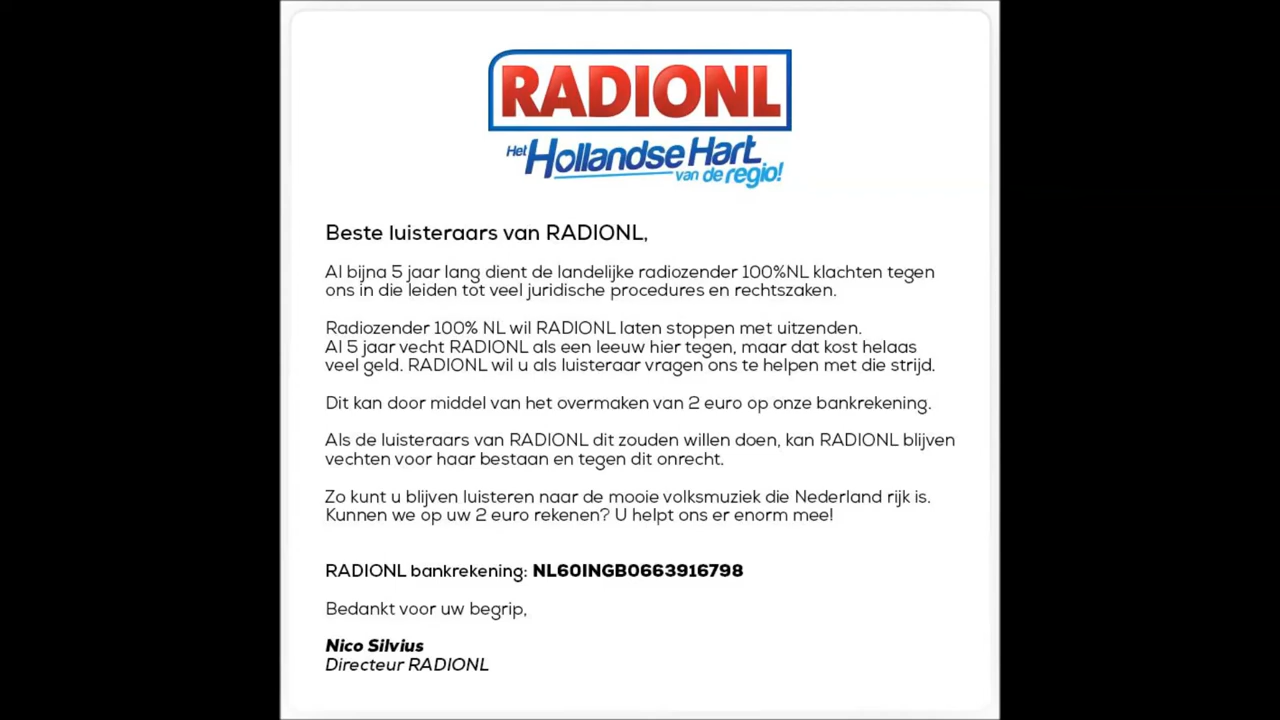 RADIONL
Het Hollandse Hart
van de regio!
Beste luisteraars van RADIONL,
Al bijna 5 jaar lang dient de landelijke radiozender 100%NL klachten tegen
ons in die leiden tot veel juridische procedures en rechtszaken.
Radiozender 100% NL wil RADIONL laten stoppen met uitzenden.
Al 5 jaar vecht RADIONL als een leeuw hier tegen, maar dat kost helaas
veel geld. RADIONL wil u als luisteraar vragen ons te helpen met die strijd.
Dit kan door middel van het overmaken van 2 euro op onze bankrekening.
Als de luisteraars van RADIONL dit zouden willen doen, kan RADIONL blijven
vechten voor haar bestaan en tegen dit onrecht.
Zo kunt u blijven luisteren naar de mooie volksmuziek die Nederland rijk is.
Kunnen we op uw 2 euro rekenen? U helpt ons er enorm mee!
RADIONL bankrekening: NL60INGB0663916798
Bedankt voor uw begrip,
Nico Silvius
Directeur RADIONL